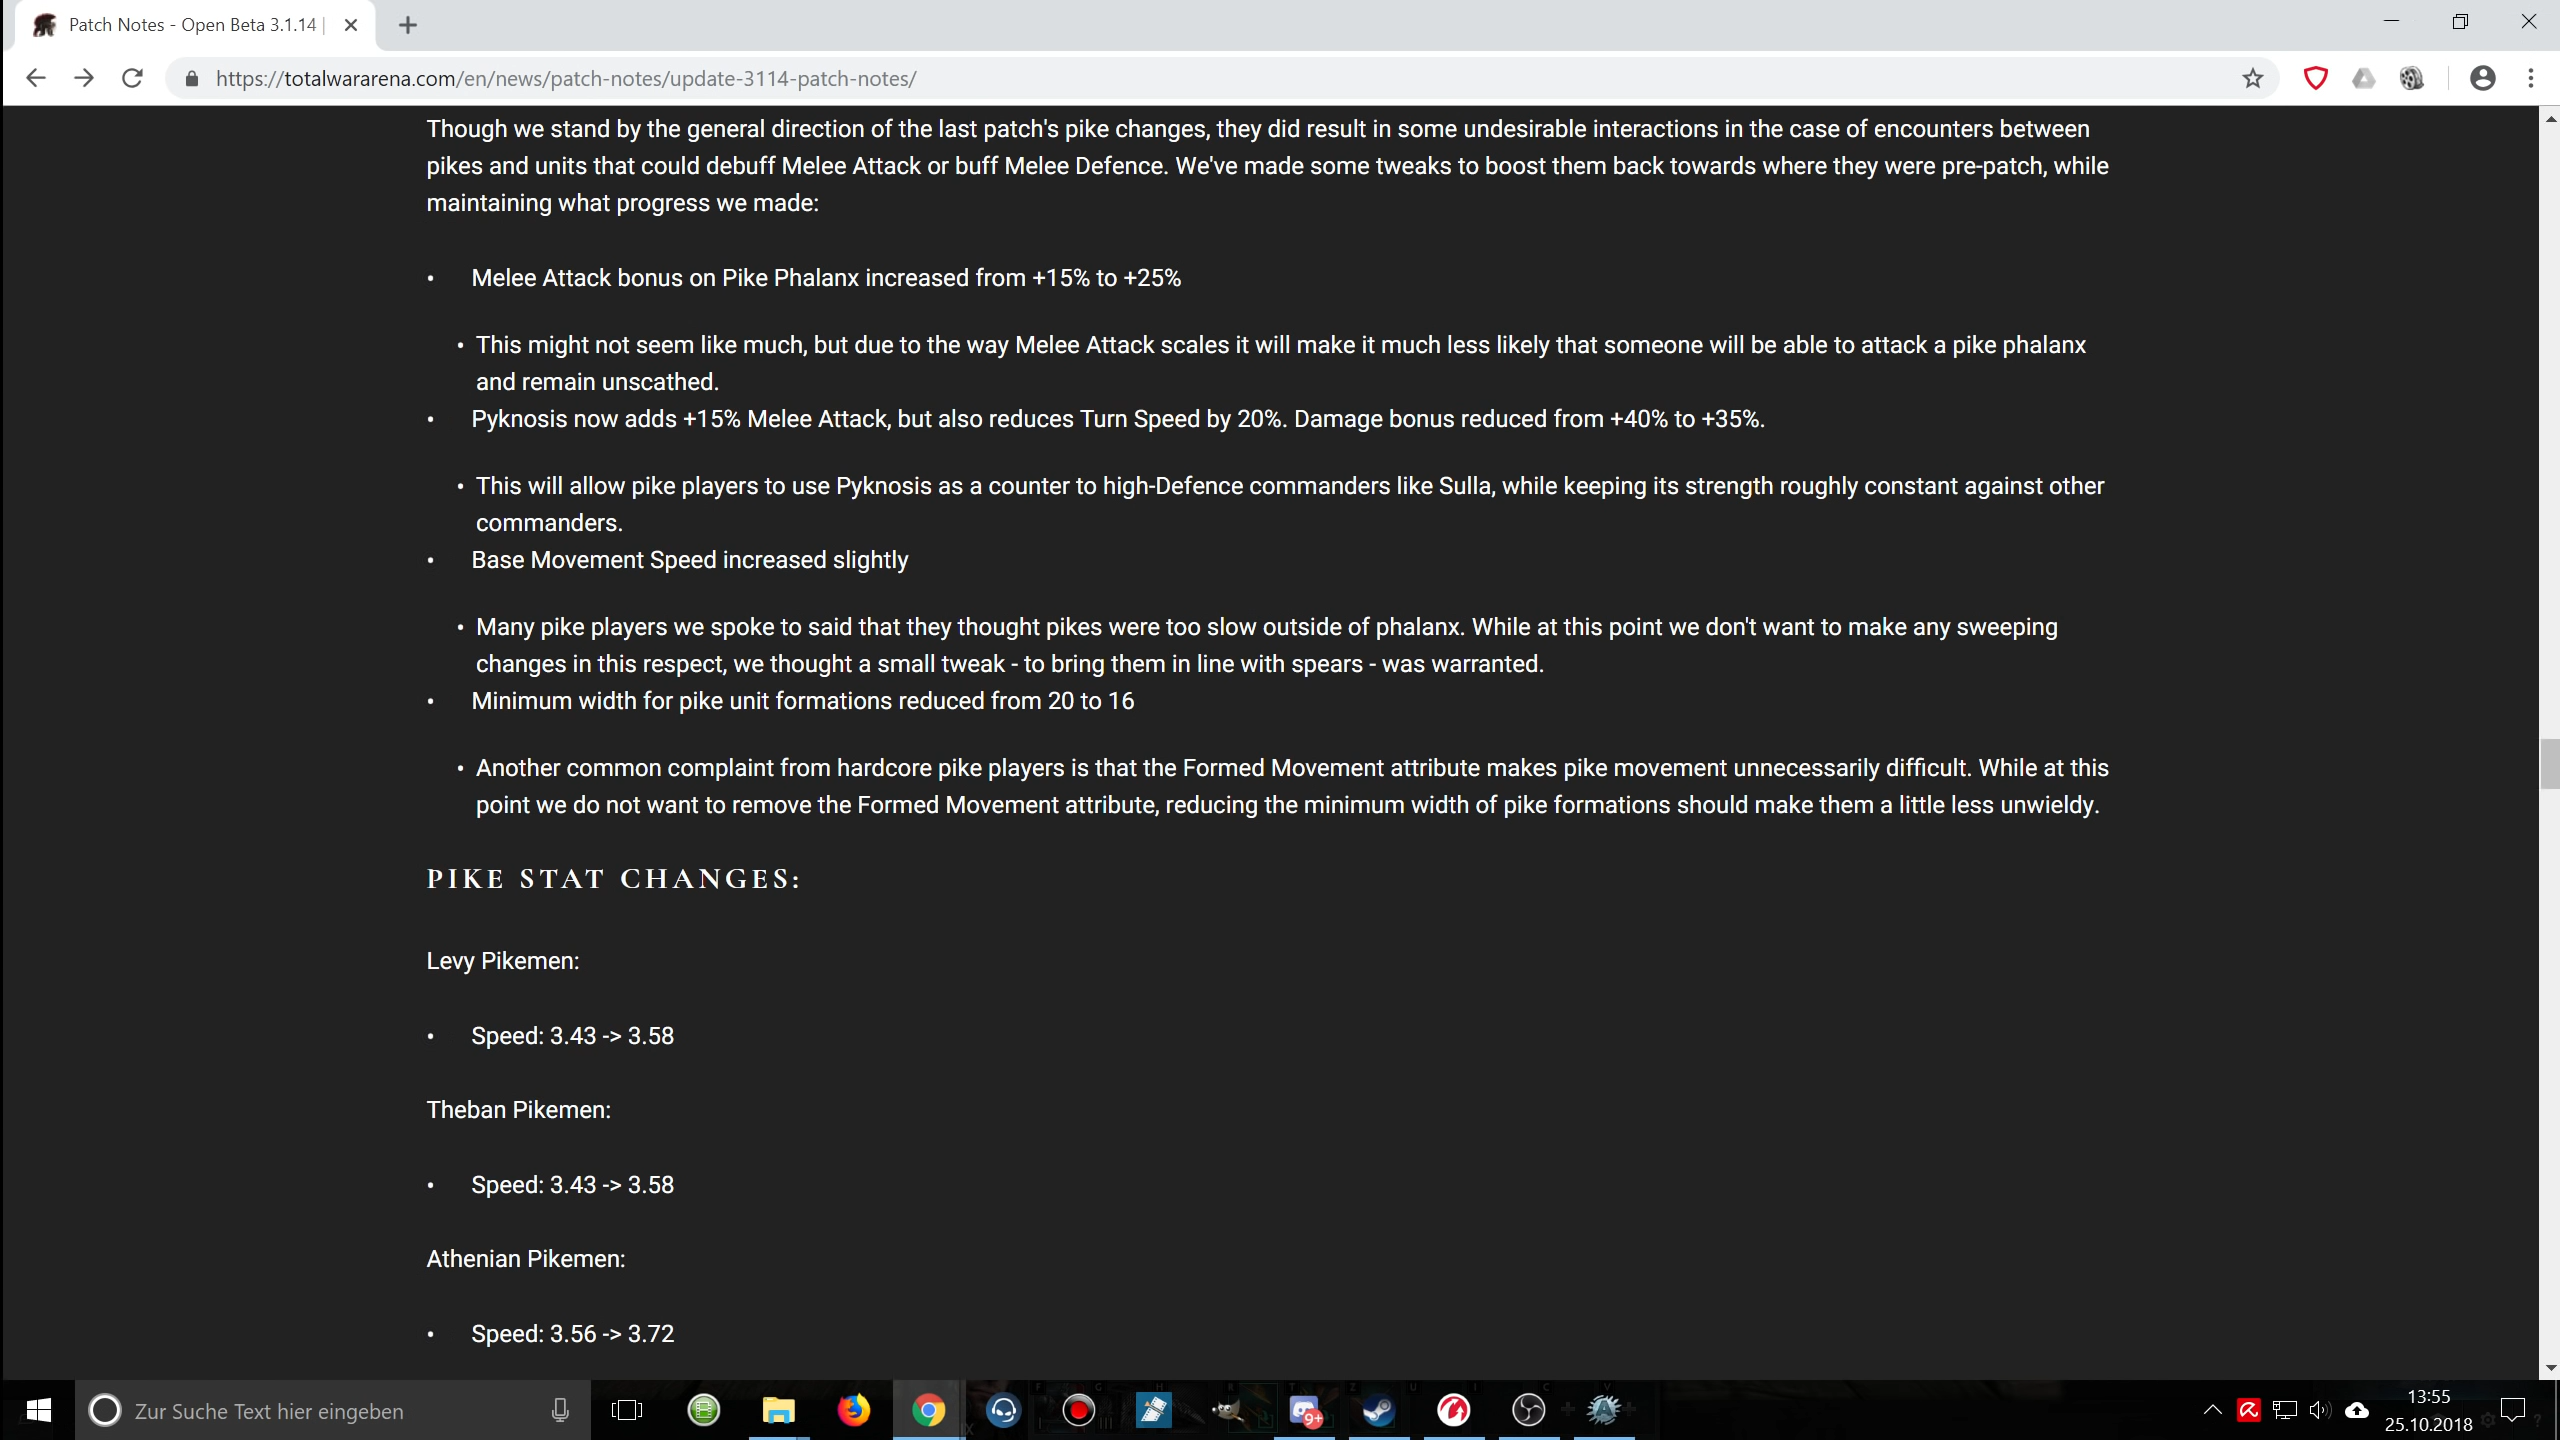 Patch Notes - Open Beta 3.1.14 |
https://totalwararena.com/en/news/patch-notes/update-3114-patch-notes/
Though we stand by the general direction of the last patch's pike changes, they did result in some undesirable interactions in the case of encounters between
pikes and units that could debuff Melee Attack or buff Melee Defence. We've made some tweaks to boost them back towards where they were pre-patch, while
maintaining what progress we made:
• Melee Attack bonus on Pike Phalanx increased from +15% to +25%
• This might not seem like much, but due to the way Melee Attack scales it will make it much less likely that someone will be able to attack a pike phalanx
and remain unscathed.
• Pyknosis now adds +15% Melee Attack, but also reduces Turn Speed by 20%. Damage bonus reduced from +40% to +35%.
• This will allow pike players to use Pyknosis as a counter to high-Defence commanders like Sulla, while keeping its strength roughly constant against other
commanders.
• Base Movement Speed increased slightly
• Many pike players we spoke to said that they thought pikes were too slow outside of phalanx. While at this point we don't want to make any sweeping
changes in this respect, we thought a small tweak - to bring them in line with spears - was warranted.
• Minimum width for pike unit formations reduced from 20 to 16
• Another common complaint from hardcore pike players is that the Formed Movement attribute makes pike movement unnecessarily difficult. While at this
point we do not want to remove the Formed Movement attribute, reducing the minimum width of pike formations should make them a little less unwieldy.
PIKE STAT CHANGES:
Levy Pikemen:
• Speed: 3.43 -> 3.58
Theban Pikemen:
• Speed: 3.43 -> 3.58
Athenian Pikemen:
• Speed: 3.56 -> 3.72
Zur Suche Text hier eingeben
9+
13:55
25.10.2018